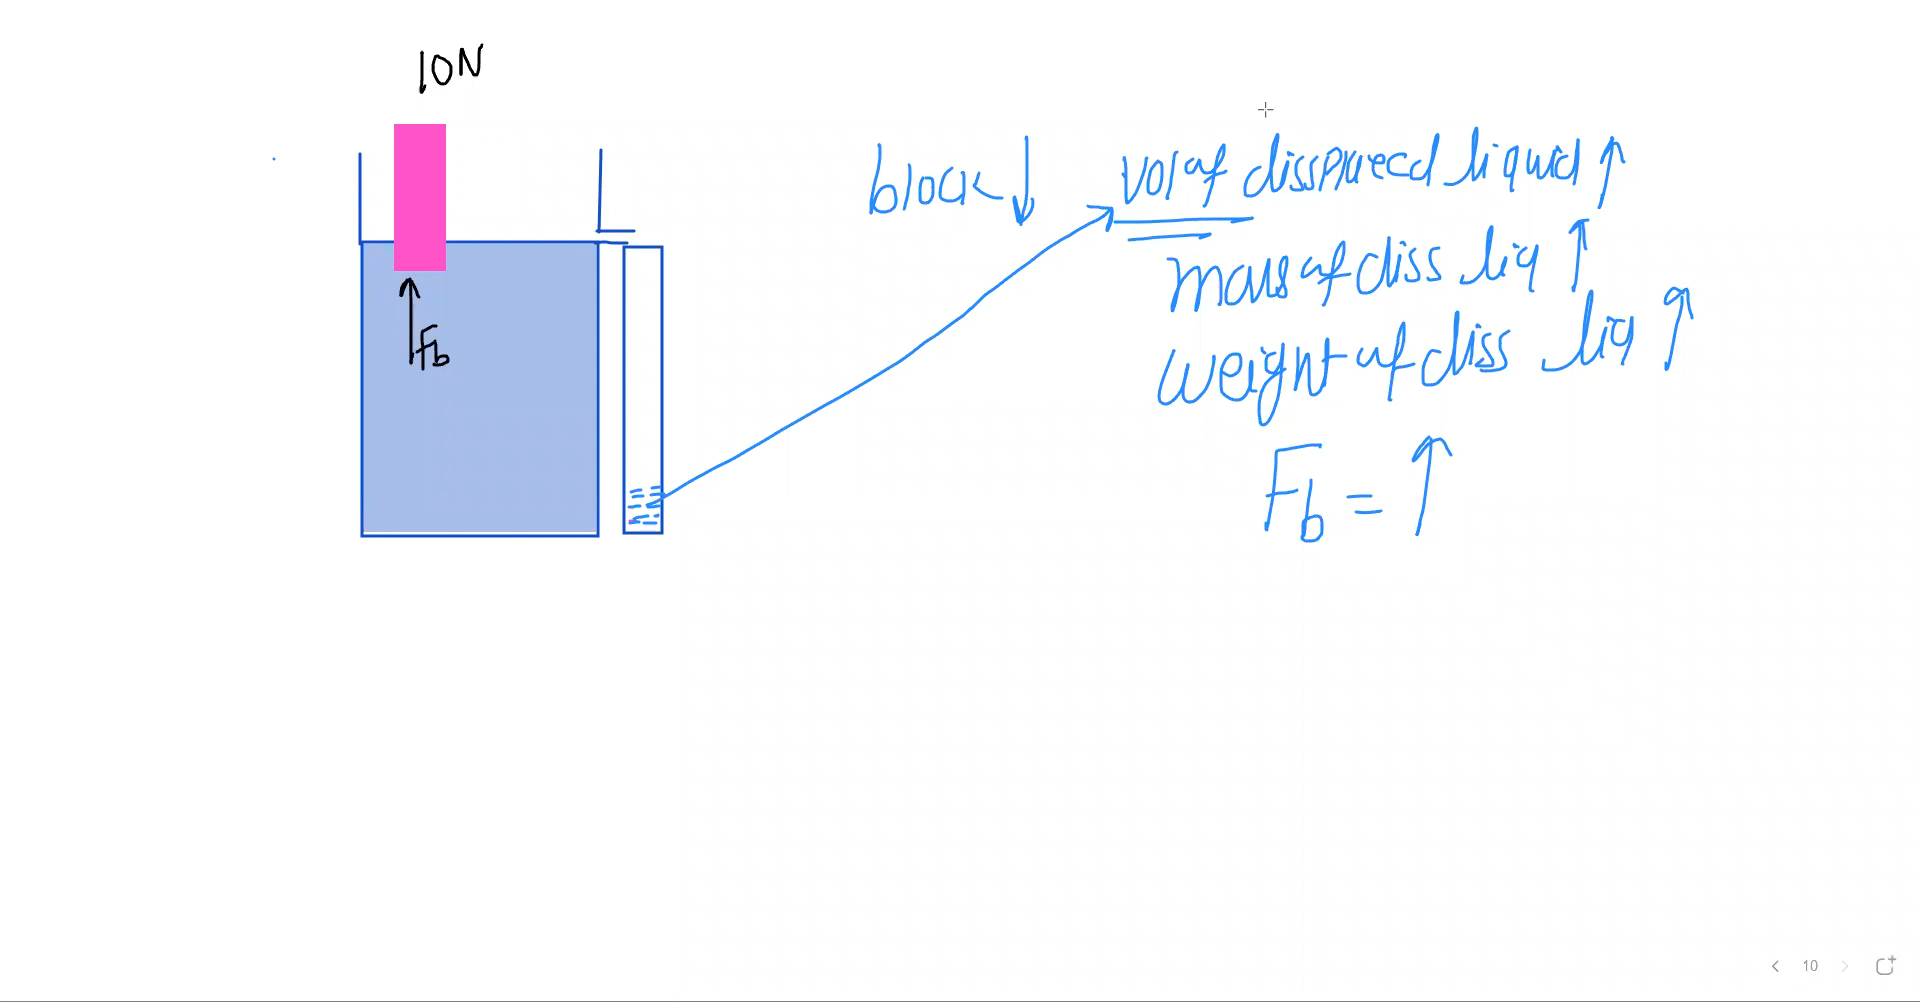 10N
block ↓ vol of dissplaced liquid ↑
mass of diss liq ↑
weight of diss liq ↑
Fb
Fb = ↑
10